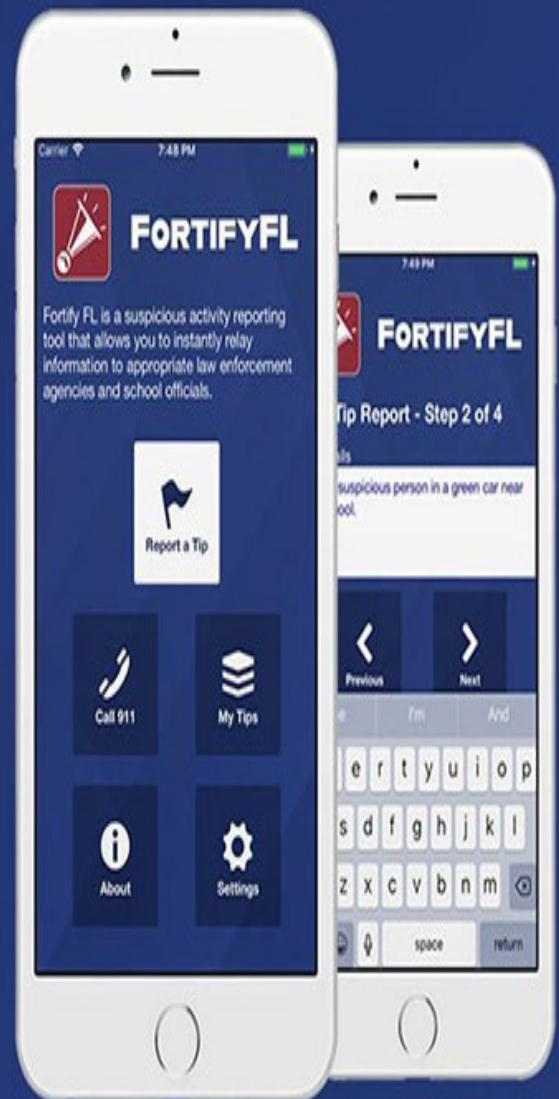 Carrier 7:48 PM
FORTIFYFL
Fortify FL is a suspicious activity reporting
tool that allows you to instantly relay
information to appropriate law enforcement
agencies and school officials.
Report a Tip
Call 911
My Tips
About
Settings
7:49 PM
FORTIFYFL
Tip Report - Step 2 of 4
suspicious person in a green car near
Previous
Next
I'm
And
e r t y u i o p
s d f g h j k l
z x c v b n m
space
return